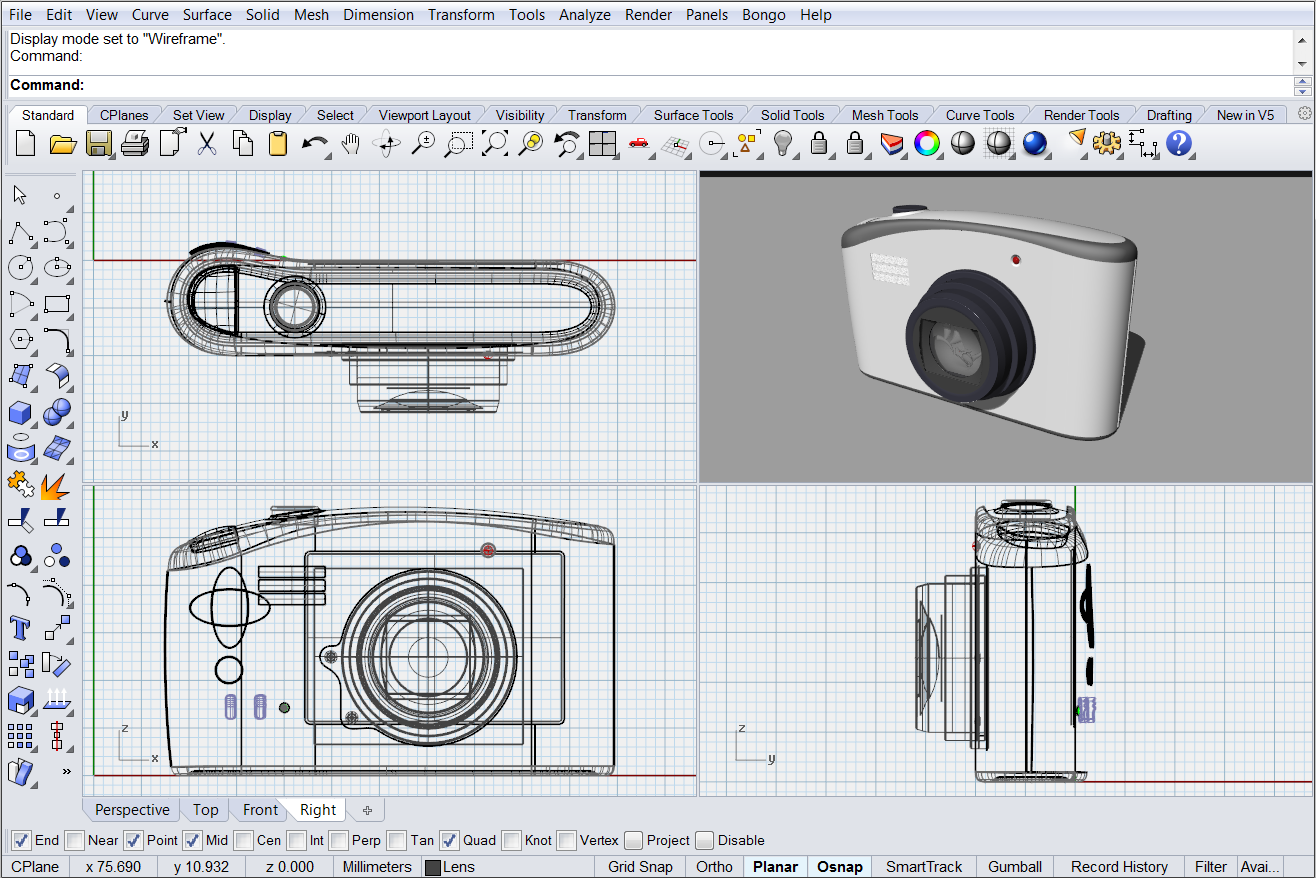 File Edit View Curve Surface Solid Mesh Dimension Transform Tools Analyze Render Panels Bongo Help
Display mode set to "Wireframe".
Command:
Command:
Standard CPlanes Set View Display Select Viewport Layout Visibility Transform Surface Tools Solid Tools Mesh Tools Curve Tools Render Tools Drafting New in V5
y
x
z
x
z
y
Perspective Top Front Right
End Near Point Mid Cen Int Perp Tan Quad Knot Vertex Project Disable
CPlane x 75.690 y 10.932 z 0.000 Millimeters Lens Grid Snap Ortho Planar Osnap SmartTrack Gumball Record History Filter Avai...